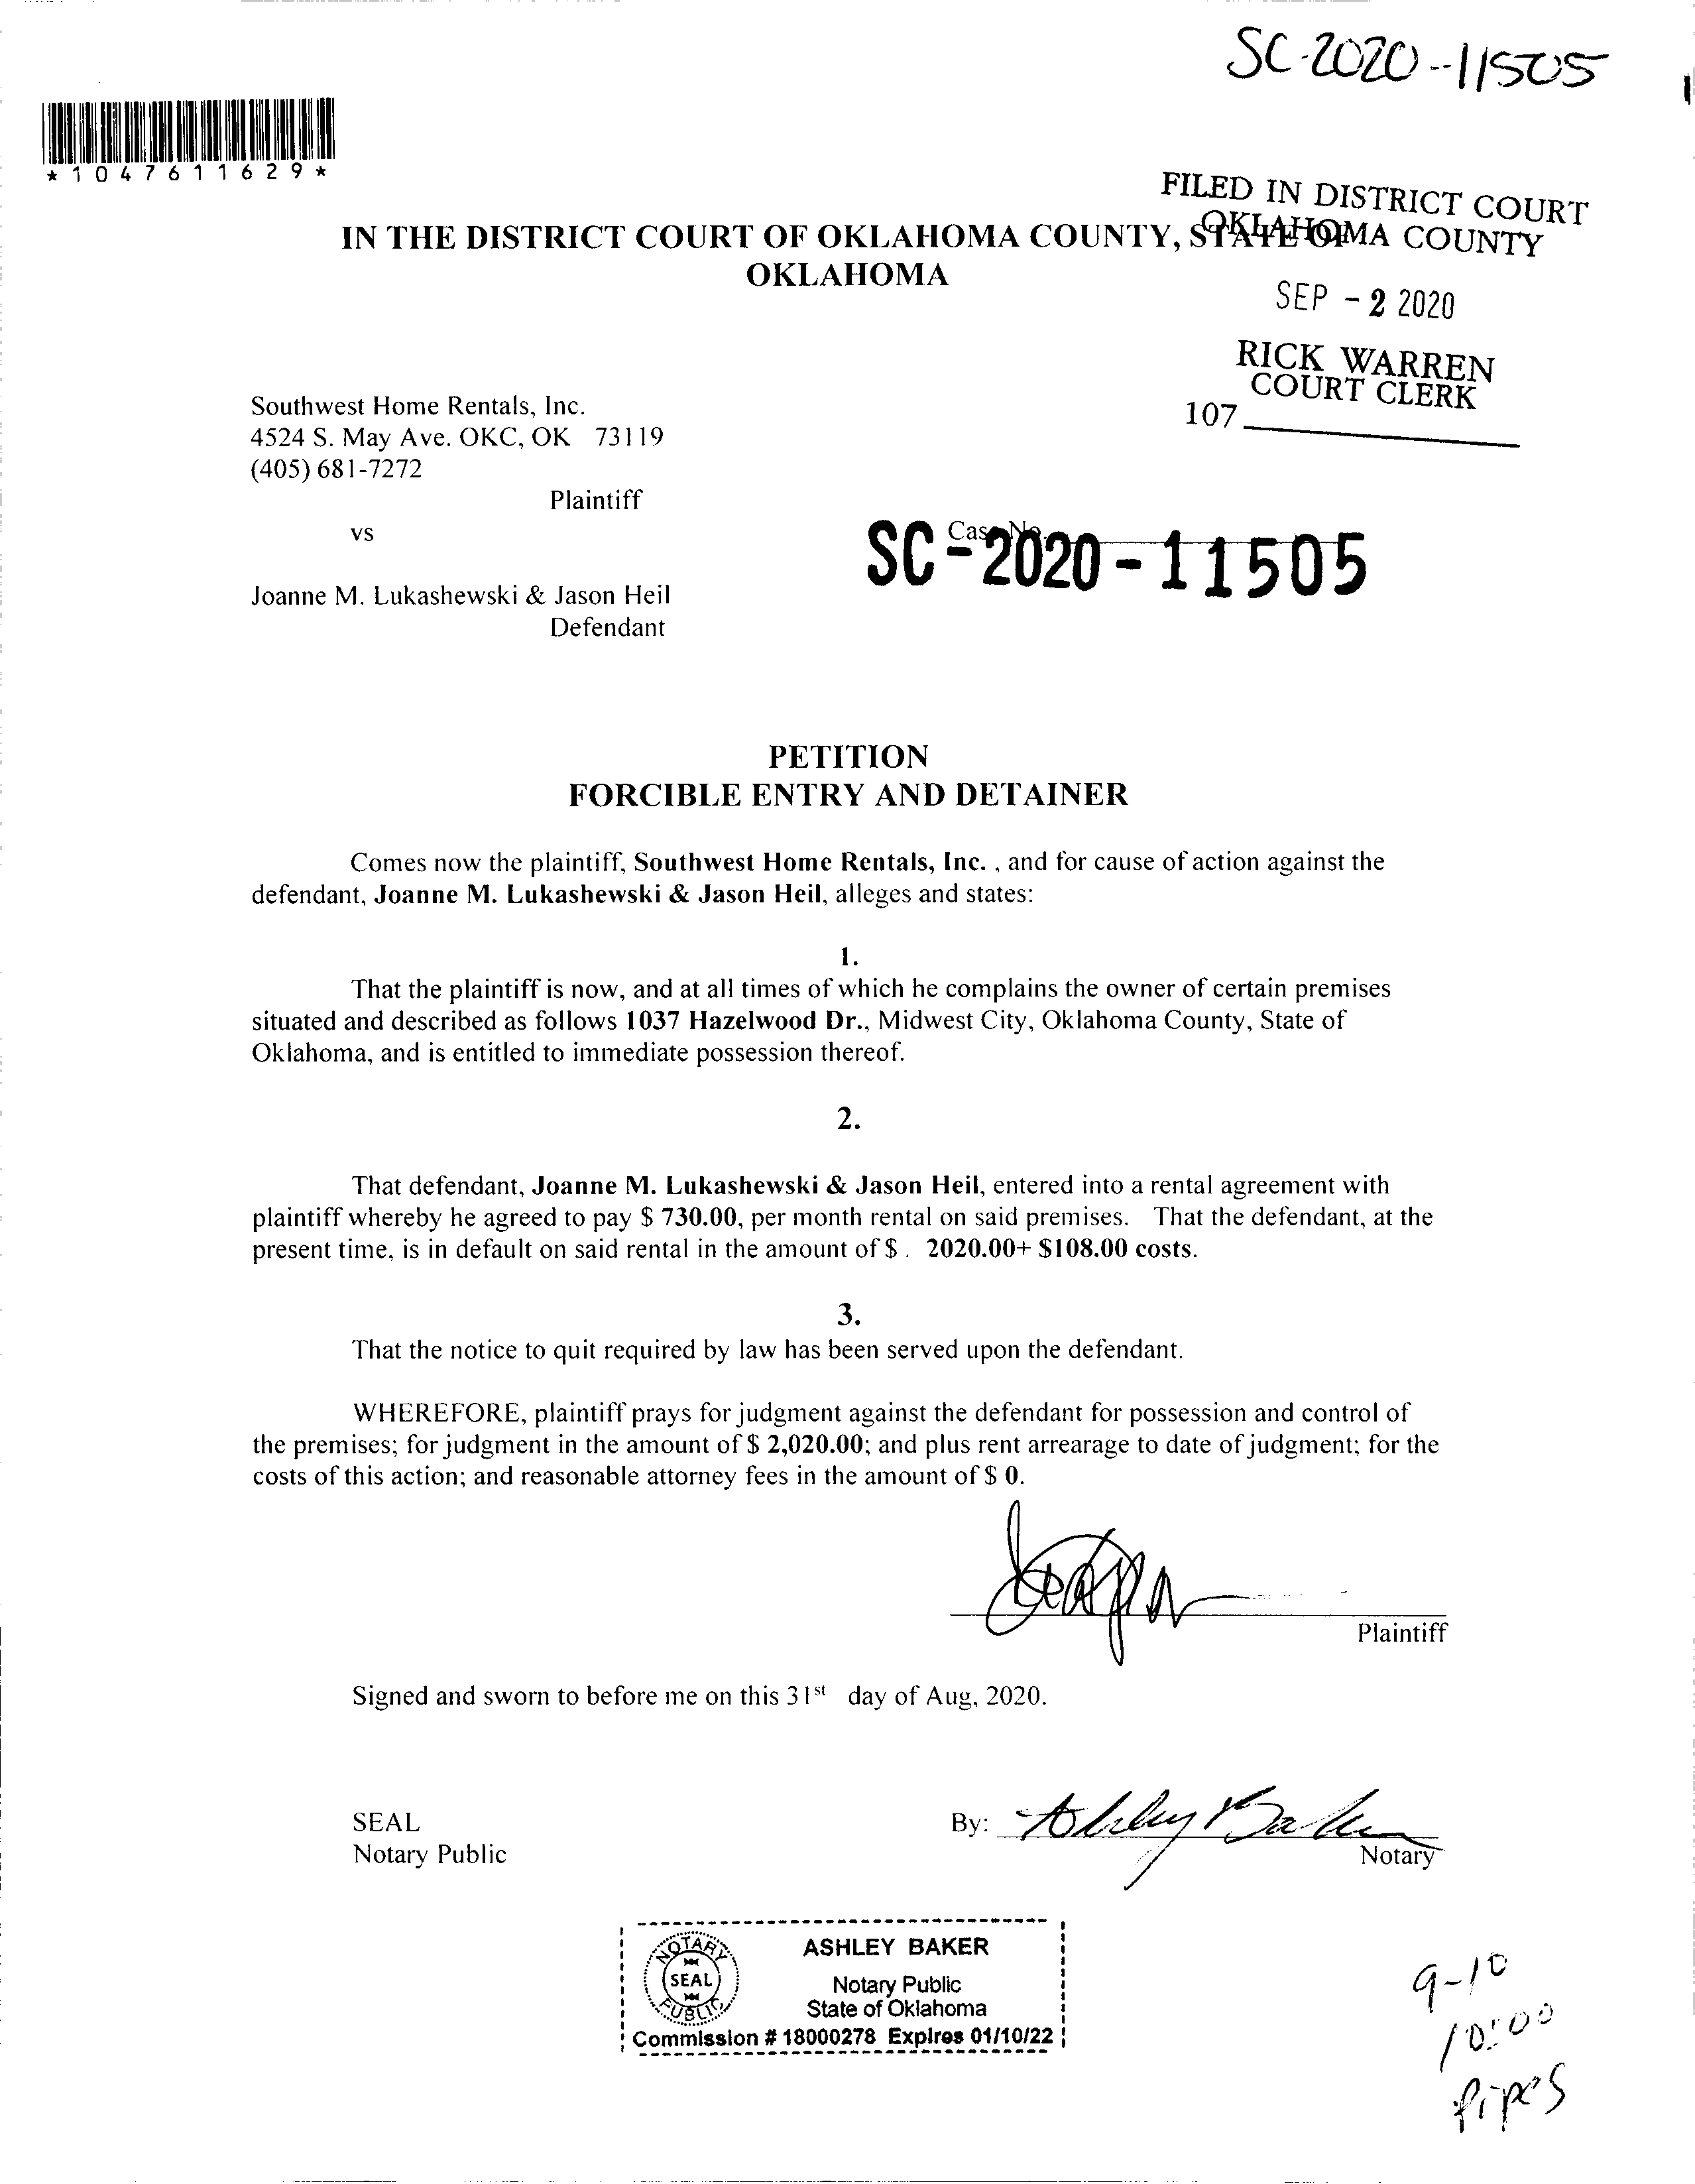 SC-2020-11505
*1047611629*
FILED IN DISTRICT COURT
OKLAHOMA COUNTY
IN THE DISTRICT COURT OF OKLAHOMA COUNTY, STATE OF
OKLAHOMA
SEP - 2 2020
RICK WARREN
COURT CLERK
107
Southwest Home Rentals, Inc.
4524 S. May Ave. OKC, OK 73119
(405) 681-7272
Plaintiff
vs
Case No.
SC-2020-11505
Joanne M. Lukashewski & Jason Heil
Defendant
PETITION
FORCIBLE ENTRY AND DETAINER
Comes now the plaintiff, Southwest Home Rentals, Inc. , and for cause of action against the
defendant, Joanne M. Lukashewski & Jason Heil, alleges and states:
1.
That the plaintiff is now, and at all times of which he complains the owner of certain premises
situated and described as follows 1037 Hazelwood Dr., Midwest City, Oklahoma County, State of
Oklahoma, and is entitled to immediate possession thereof.
2.
That defendant, Joanne M. Lukashewski & Jason Heil, entered into a rental agreement with
plaintiff whereby he agreed to pay $ 730.00, per month rental on said premises. That the defendant, at the
present time, is in default on said rental in the amount of $ . 2020.00+ $108.00 costs.
3.
That the notice to quit required by law has been served upon the defendant.
WHEREFORE, plaintiff prays for judgment against the defendant for possession and control of
the premises; for judgment in the amount of $ 2,020.00; and plus rent arrearage to date of judgment; for the
costs of this action; and reasonable attorney fees in the amount of $ 0.
Plaintiff
Signed and sworn to before me on this 31st day of Aug, 2020.
SEAL
By: Ashley Baker
Notary Public
Notary
NOTARY
SEAL
PUBLIC
ASHLEY BAKER
Notary Public
State of Oklahoma
Commission # 18000278 Expires 01/10/22
9-10
10:00
Pipes